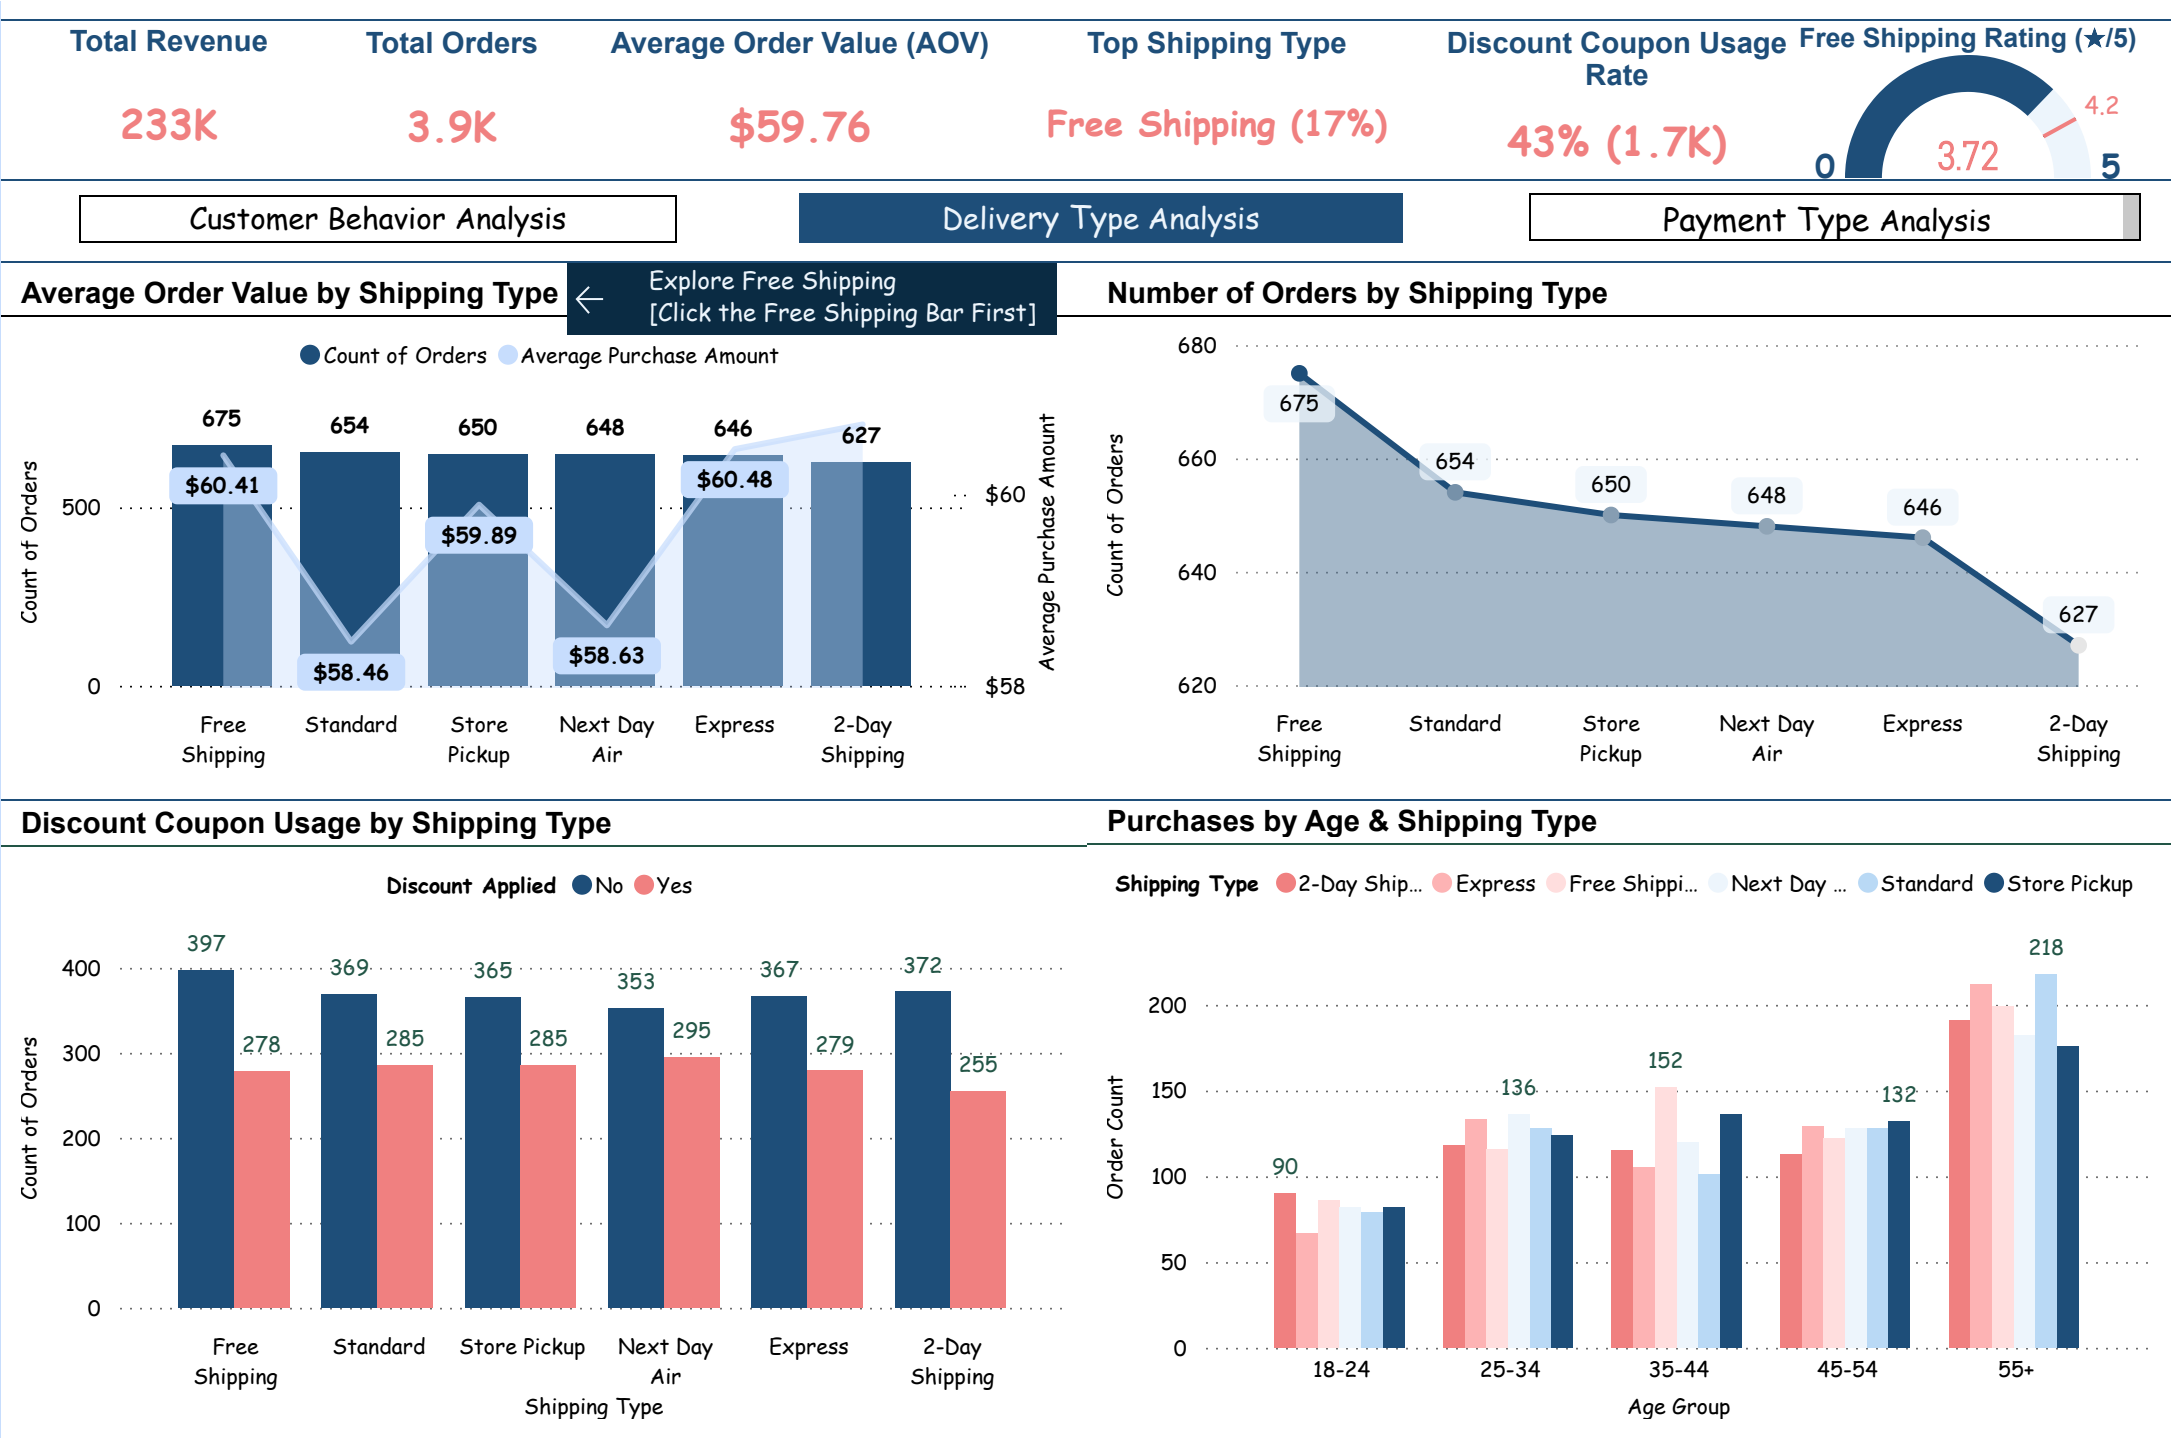 Total Revenue
233K
Total Orders
3.9K
Average Order Value (AOV)
$59.76
Top Shipping Type
Free Shipping (17%)
Discount Coupon Usage
Rate
43% (1.7K)
Free Shipping Rating (★/5)
4.2
3.72
0
5
Customer Behavior Analysis
Delivery Type Analysis
Payment Type Analysis
Average Order Value by Shipping Type
Explore Free Shipping
[Click the Free Shipping Bar First]
Count of Orders
Average Purchase Amount
675
654
650
648
646
627
$60.41
$58.46
$59.89
$58.63
$60.48
500
0
$60
$58
Count of Orders
Average Purchase Amount
Free
Shipping
Standard
Store
Pickup
Next Day
Air
Express
2-Day
Shipping
Number of Orders by Shipping Type
680
660
640
620
Count of Orders
675
654
650
648
646
627
Free
Shipping
Standard
Store
Pickup
Next Day
Air
Express
2-Day
Shipping
Discount Coupon Usage by Shipping Type
Discount Applied
No
Yes
400
300
200
100
0
Count of Orders
397
278
369
285
365
285
353
295
367
279
372
255
Free
Shipping
Standard
Store Pickup
Next Day
Air
Express
2-Day
Shipping
Shipping Type
Purchases by Age & Shipping Type
Shipping Type
2-Day Ship...
Express
Free Shippi...
Next Day ...
Standard
Store Pickup
200
150
100
50
0
Order Count
90
136
152
132
218
18-24
25-34
35-44
45-54
55+
Age Group